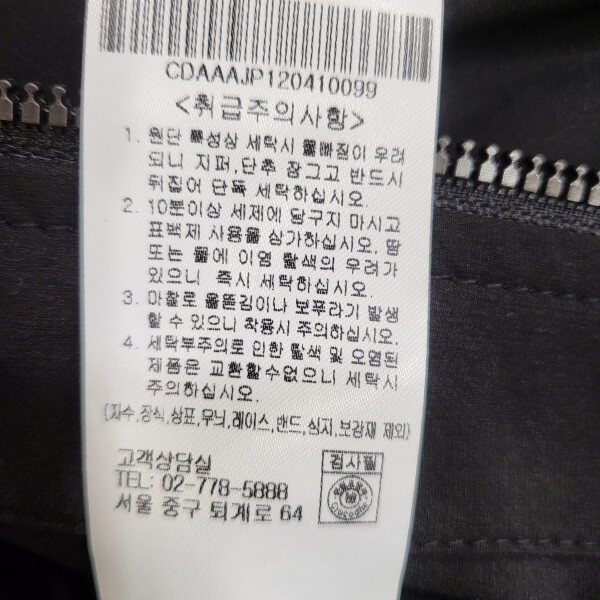 CDAAAJP120410099
<취급주의사항>
1. 원단 특성상 세탁시 물빠짐이 우려
되니 지퍼,단추 장그고 반드시
뒤집어 단독 세탁하십시오.
2. 10분이상 세제에 담구지 마시고
표백제 사용을 삼가하십시오. 땀
또는 물에 이염 탈색의 우려가
있으니 즉시 세탁하십시오.
3. 마찰로 올뜯김이나 보푸라기 발생
할 수 있으니 착용시 주의하십시오.
4. 세탁부주의로 인한 탈색 및 오염된
제품은 교환할수없으니 세탁시
주의하십시오.
(자수,장식,상표,무늬,레이스,밴드,심지,보강재 제외)
고객상담실
TEL: 02-778-5888
서울 중구 퇴계로 64
검사필
Crocodile